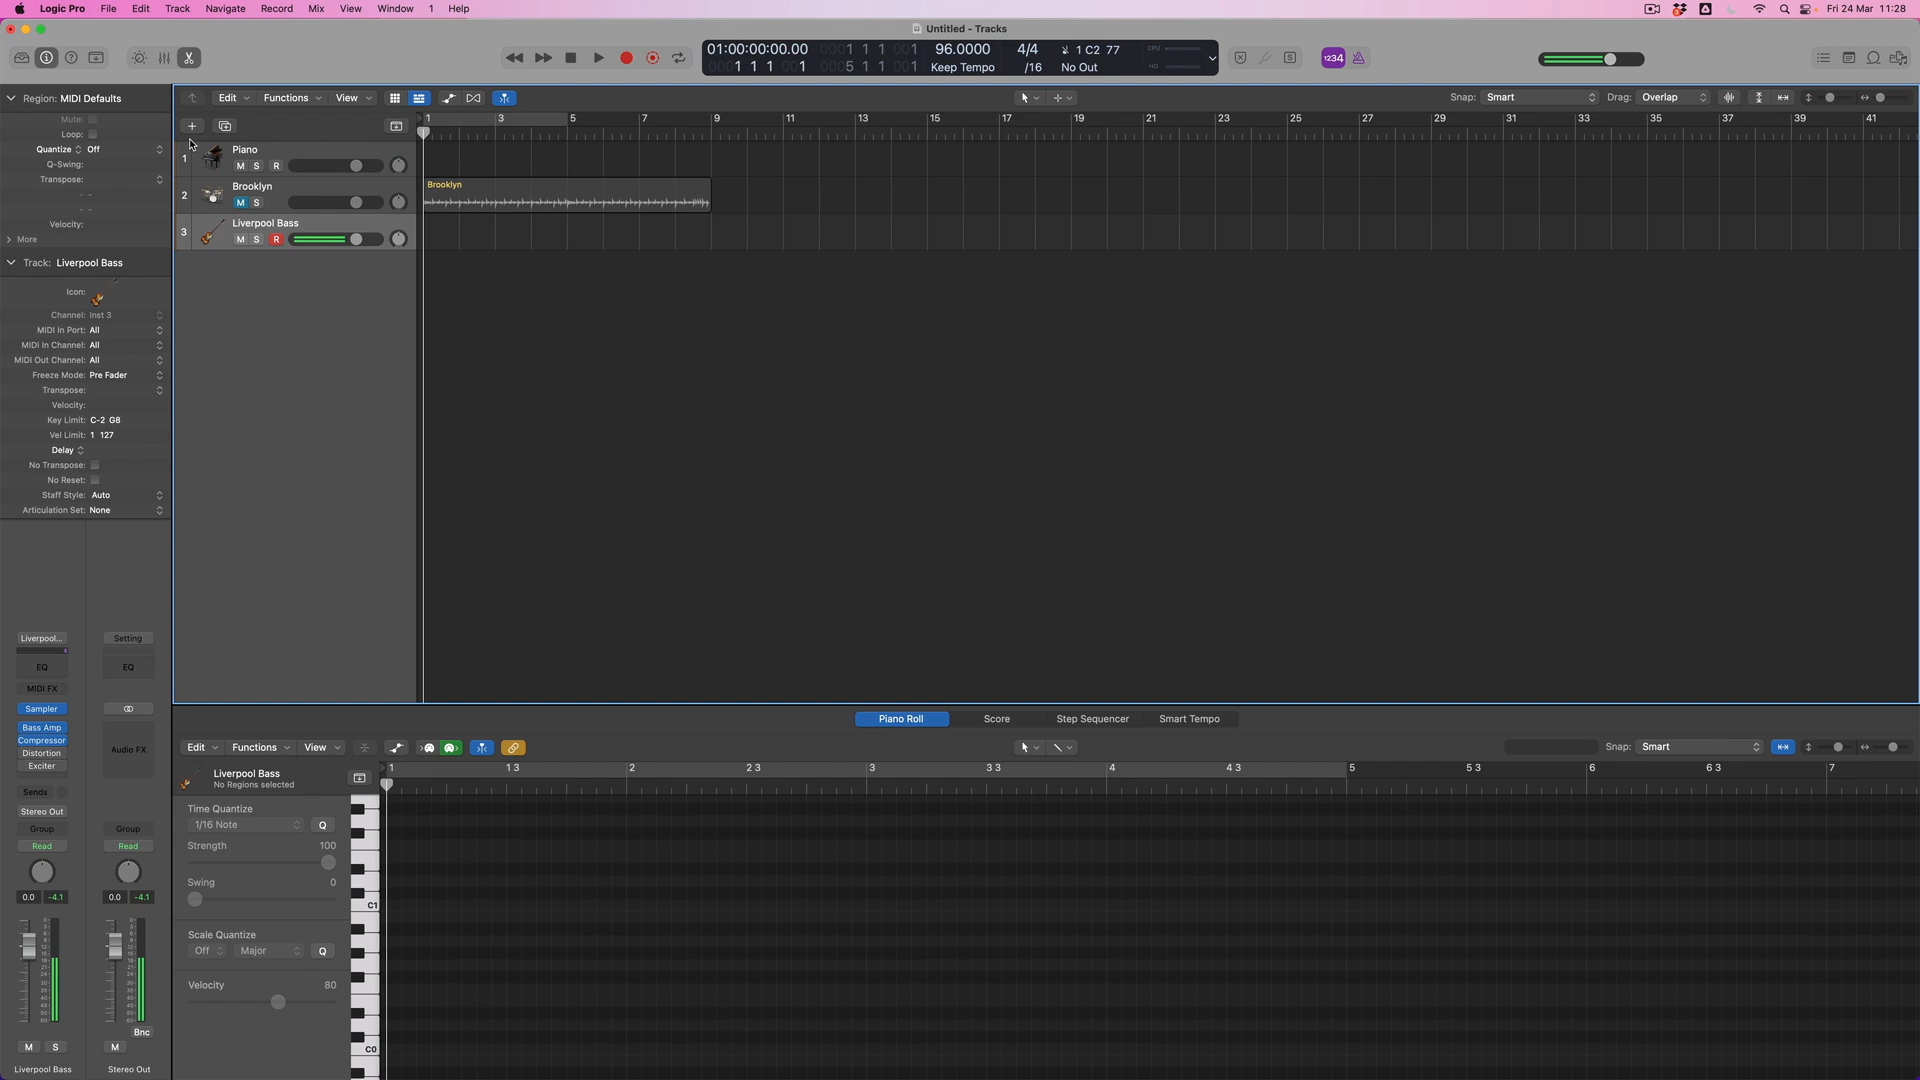 Logic Pro File Edit Track Navigate Record Mix View Window 1 Help
Fri 24 Mar 11:28
Untitled - Tracks
01:00:00:00.00 0001 1 1 001 96.0000 4/4 1 C2 77 CPU
0001 1 1 001 0005 1 1 001 Keep Tempo /16 No Out HD
1234
S
Region: MIDI Defaults
Mute:
Loop:
Quantize Off
Q-Swing:
Transpose:
Velocity:
More
Track: Liverpool Bass
Icon:
Channel: Inst 3
MIDI In Port: All
MIDI In Channel: All
MIDI Out Channel: All
Freeze Mode: Pre Fader
Transpose:
Velocity:
Key Limit: C-2 G8
Vel Limit: 1 127
Delay
No Transpose:
No Reset:
Staff Style: Auto
Articulation Set: None
Liverpool... Setting
EQ EQ
MIDI FX
Sampler
Bass Amp
Compressor
Distortion
Exciter
Audio FX
Sends
Stereo Out
Group Group
Read Read
0.0 -4.1 0.0 -4.1
Bnc
M S M
Liverpool Bass Stereo Out
Edit Functions View
Snap: Smart Drag: Overlap
1 3 5 7 9 11 13 15 17 19 21 23 25 27 29 31 33 35 37 39 41
1 Piano
M S R
2 Brooklyn
M S
3 Liverpool Bass
M S R
Brooklyn
Piano Roll Score Step Sequencer Smart Tempo
Edit Functions View
Snap: Smart
1 1 3 2 2 3 3 3 3 4 4 3 5 5 3 6 6 3 7
Liverpool Bass
No Regions selected
Time Quantize
1/16 Note Q
Strength 100
Swing 0
Scale Quantize
Off Major Q
Velocity 80
C1
C0